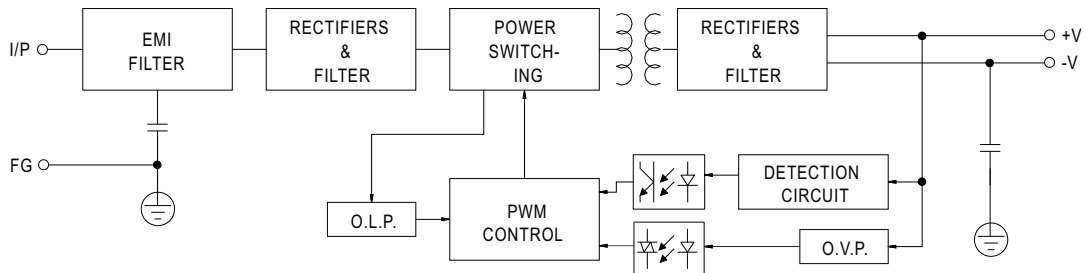 I/P
EMI
FILTER
RECTIFIERS
&
FILTER
POWER
SWITCH-
ING
RECTIFIERS
&
FILTER
+V
-V
FG
DETECTION
CIRCUIT
O.L.P.
PWM
CONTROL
O.V.P.